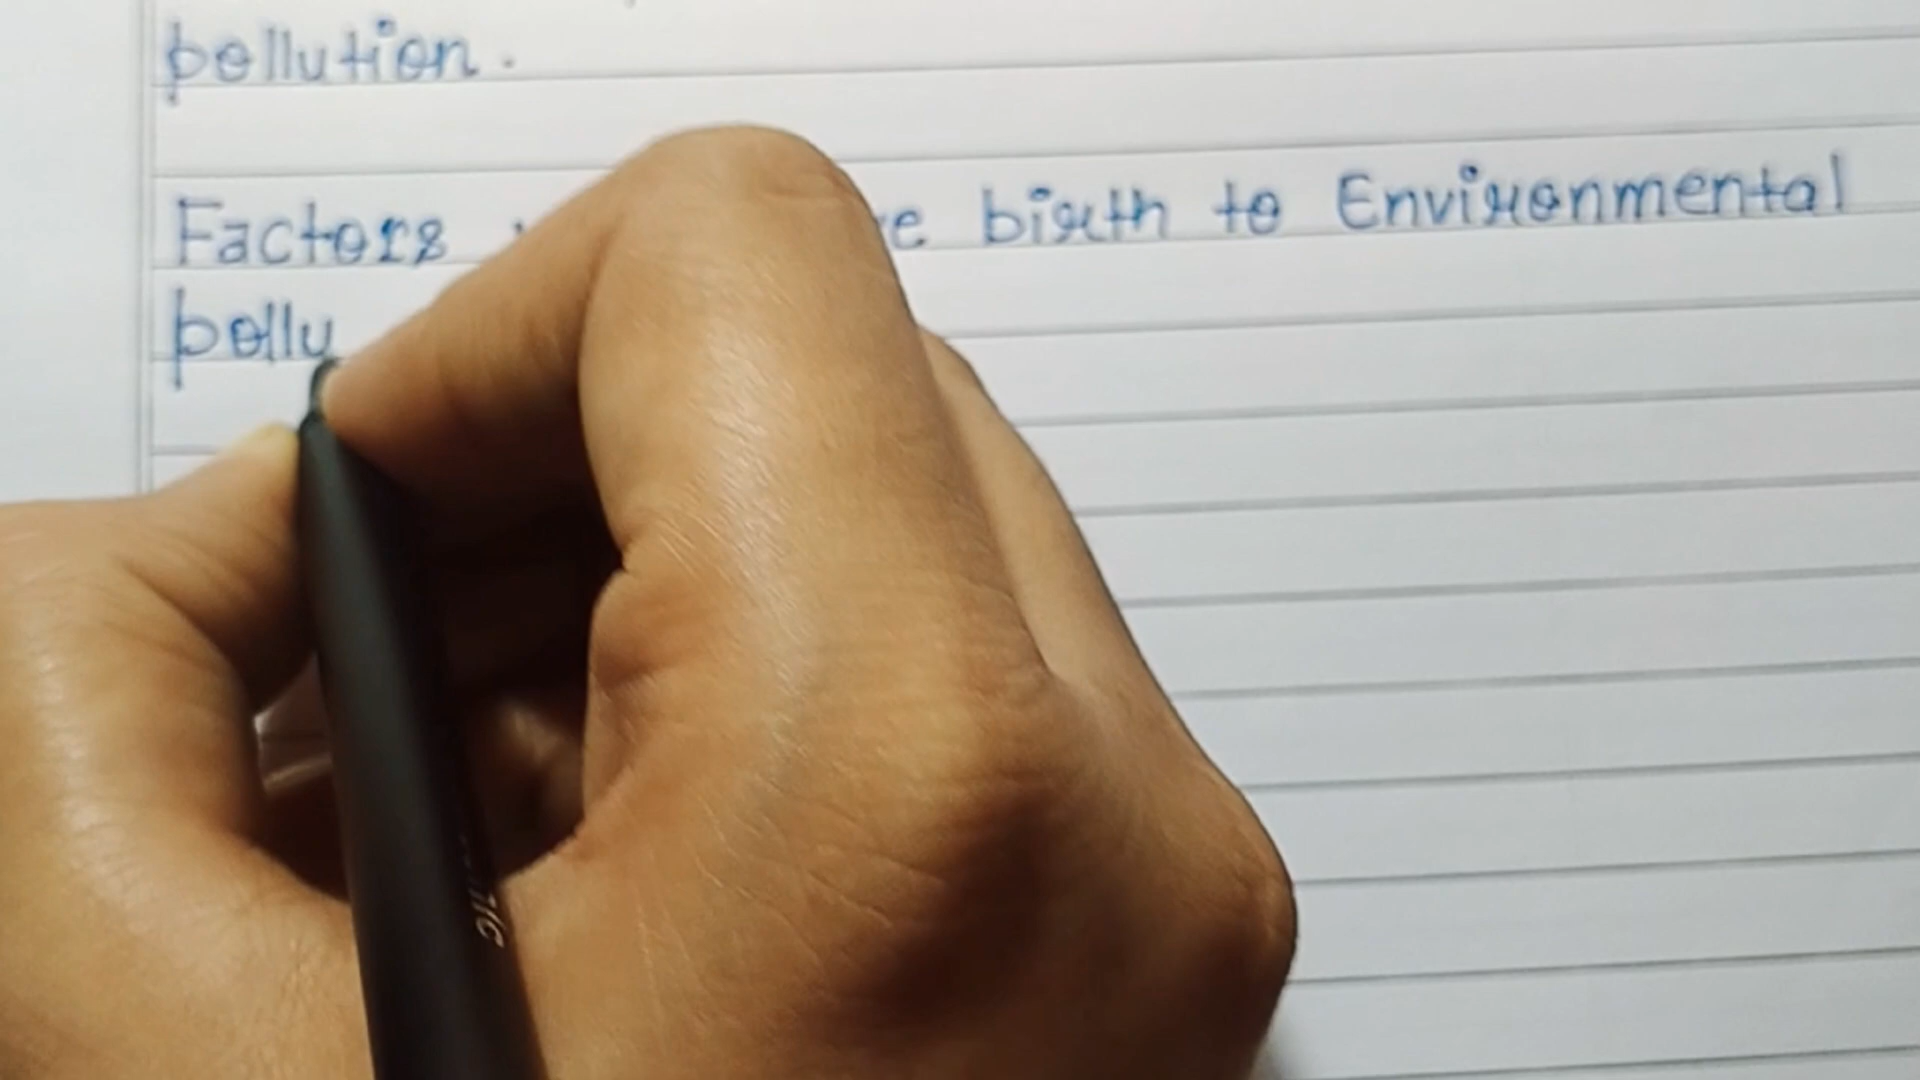 pollution.
Factors birth to Environmental
pollu